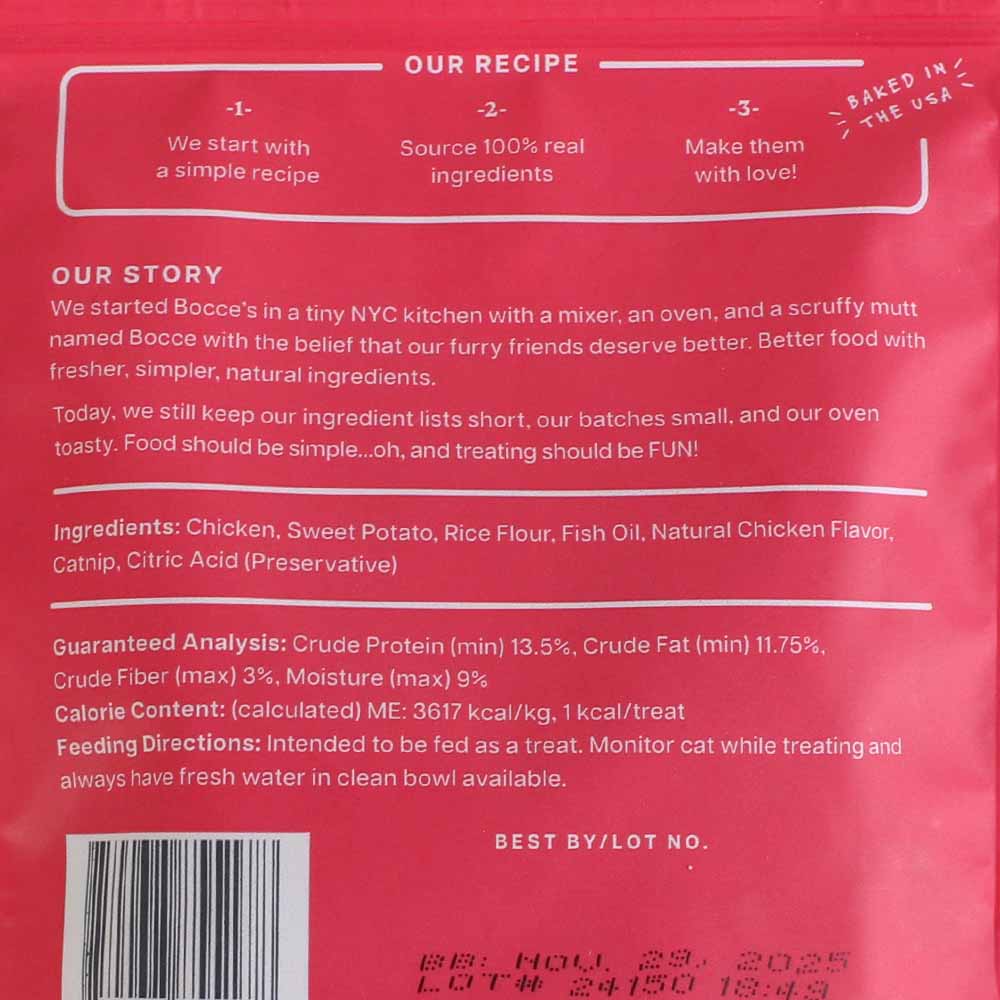 OUR RECIPE
BAKED IN
THE USA
-1-
We start with
a simple recipe
-2-
Source 100% real
ingredients
-3-
Make them
with love!
OUR STORY
We started Bocce's in a tiny NYC kitchen with a mixer, an oven, and a scruffy mutt
named Bocce with the belief that our furry friends deserve better. Better food with
fresher, simpler, natural ingredients.
Today, we still keep our ingredient lists short, our batches small, and our oven
toasty. Food should be simple...oh, and treating should be FUN!
Ingredients: Chicken, Sweet Potato, Rice Flour, Fish Oil, Natural Chicken Flavor,
Catnip, Citric Acid (Preservative)
Guaranteed Analysis: Crude Protein (min) 13.5%, Crude Fat (min) 11.75%,
Crude Fiber (max) 3%, Moisture (max) 9%
Calorie Content: (calculated) ME: 3617 kcal/kg, 1 kcal/treat
Feeding Directions: Intended to be fed as a treat. Monitor cat while treating and
always have fresh water in clean bowl available.
BEST BY/LOT NO.
BB: NOV. 29, 2025
LOT# 24150 18:49